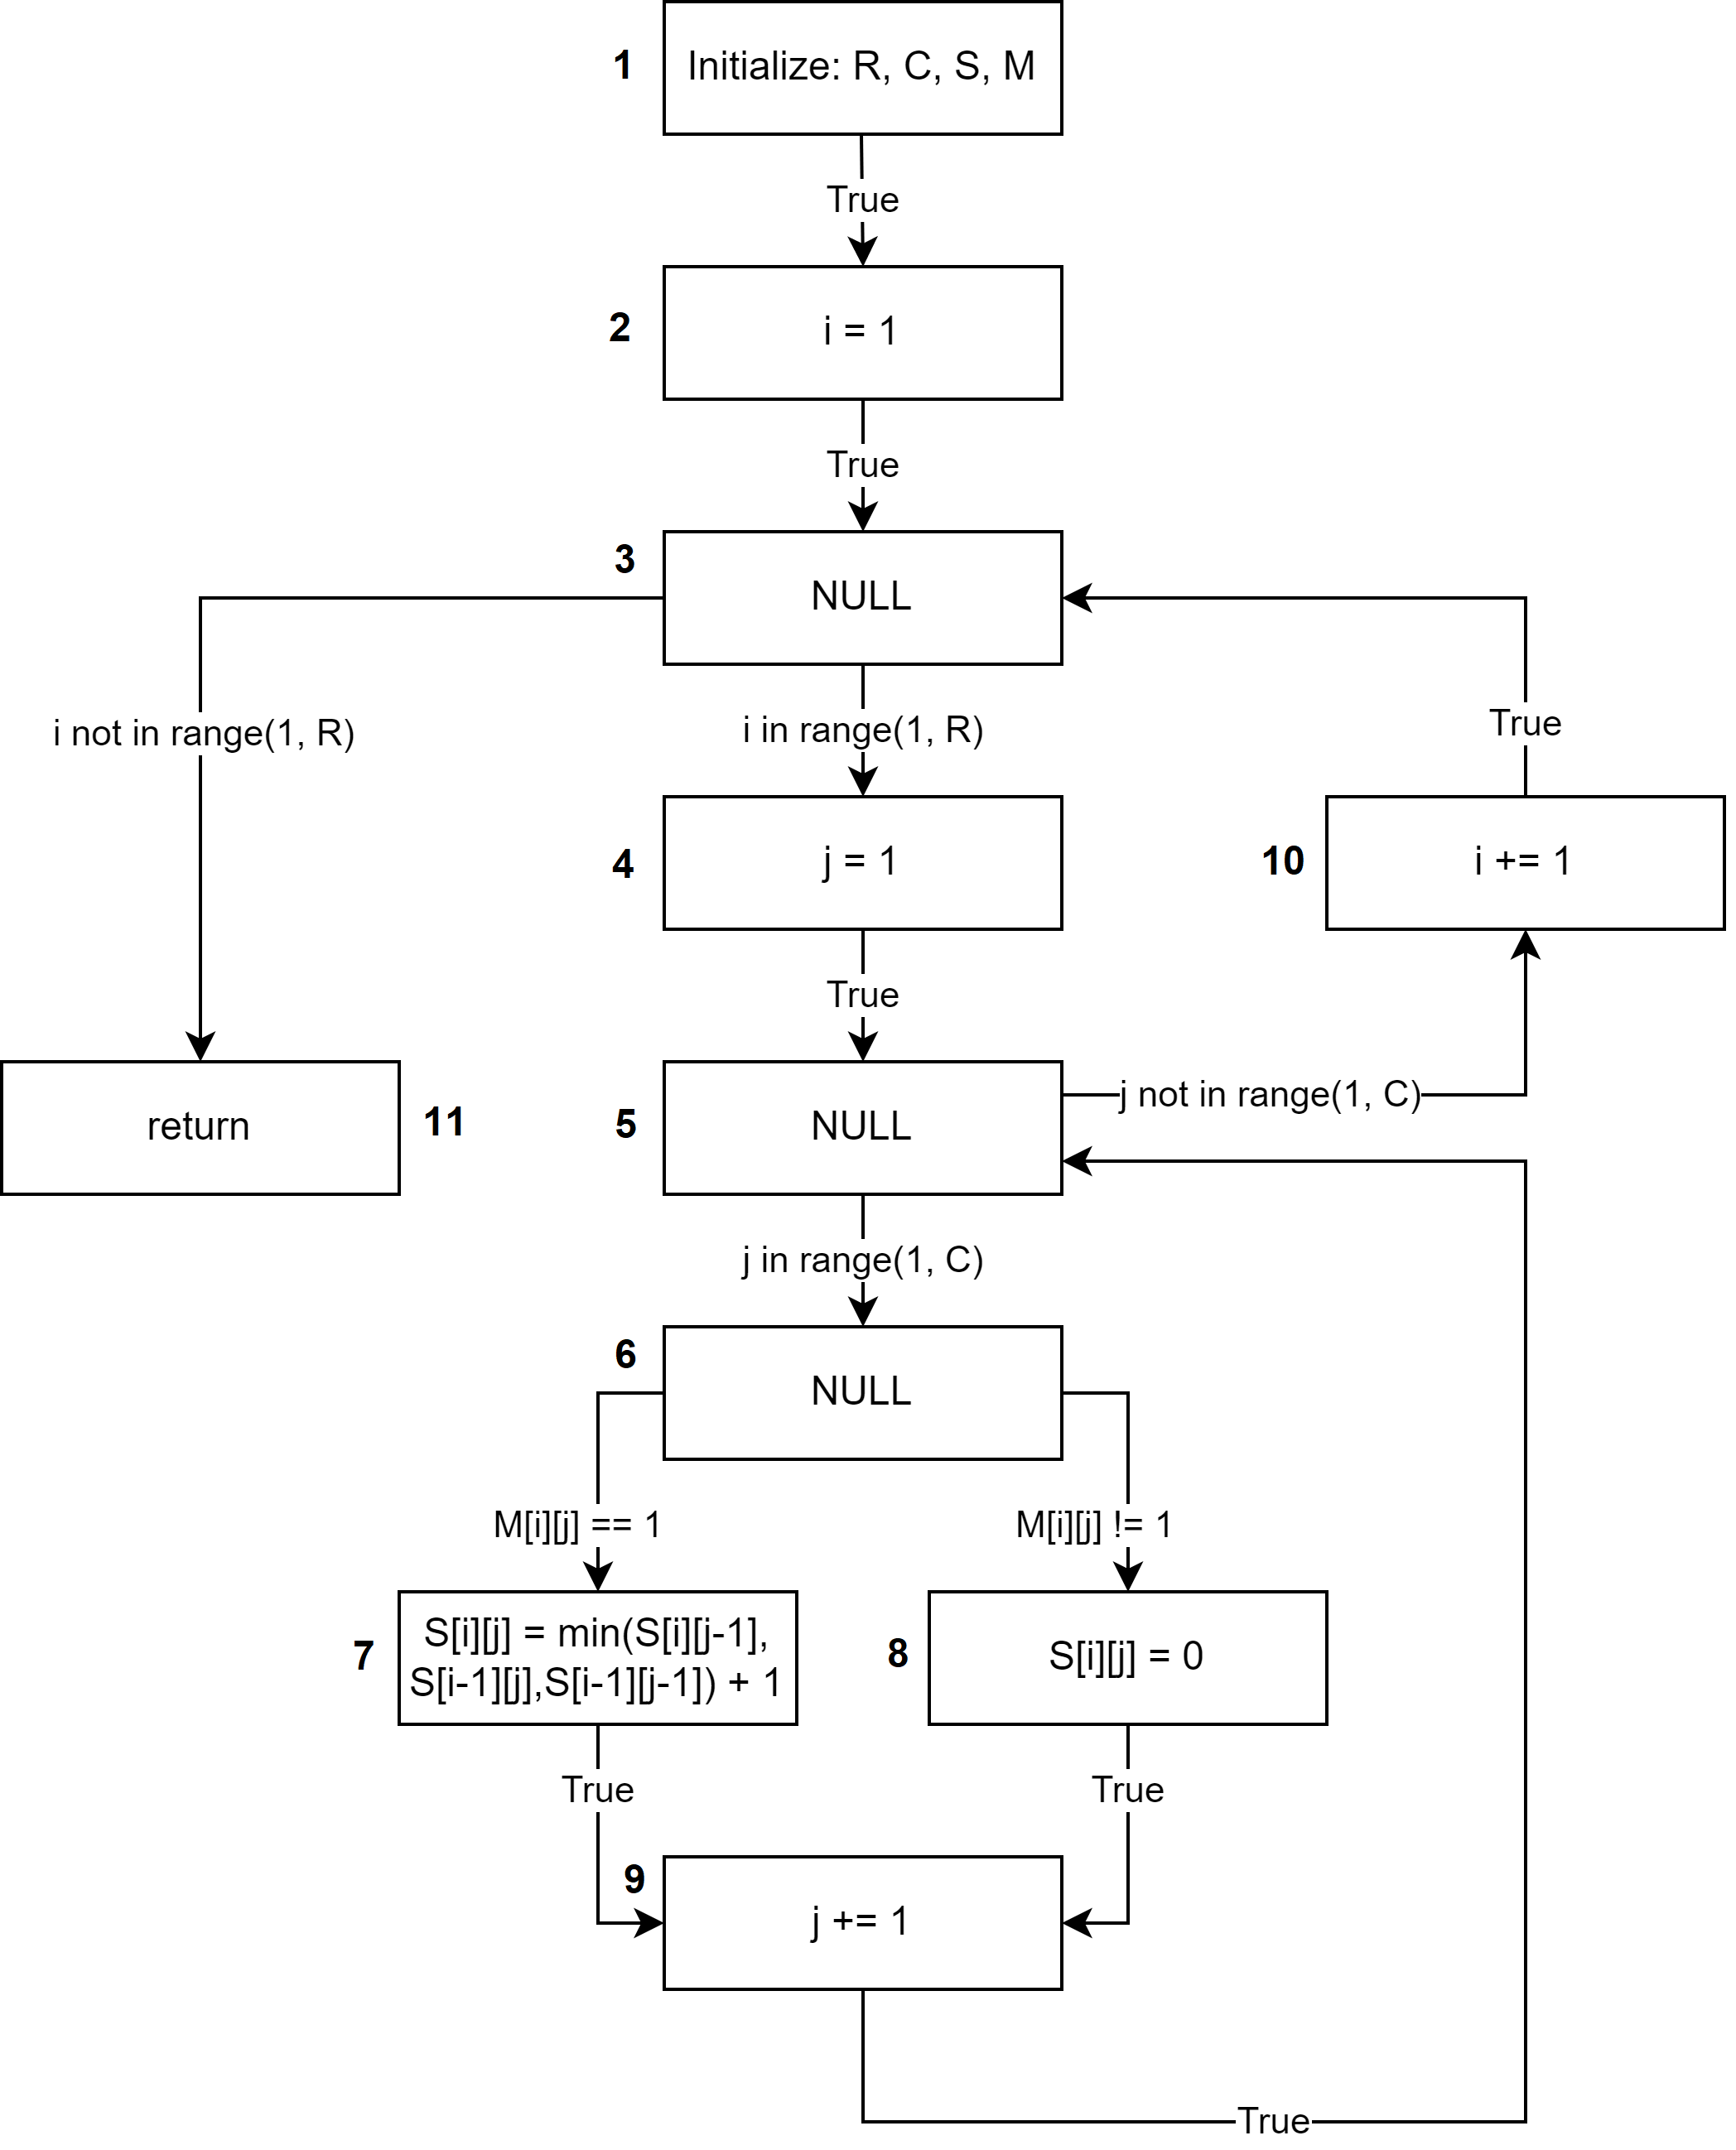 1
Initialize: R, C, S, M
True
2
i = 1
True
3
NULL
i not in range(1, R)
i in range(1, R)
True
4
j = 1
10
i += 1
True
j not in range(1, C)
return
11
5
NULL
j in range(1, C)
6
NULL
M[i][j] == 1
M[i][j] != 1
7
S[i][j] = min(S[i][j-1],
S[i-1][j],S[i-1][j-1]) + 1
8
S[i][j] = 0
True
True
9
j += 1
True